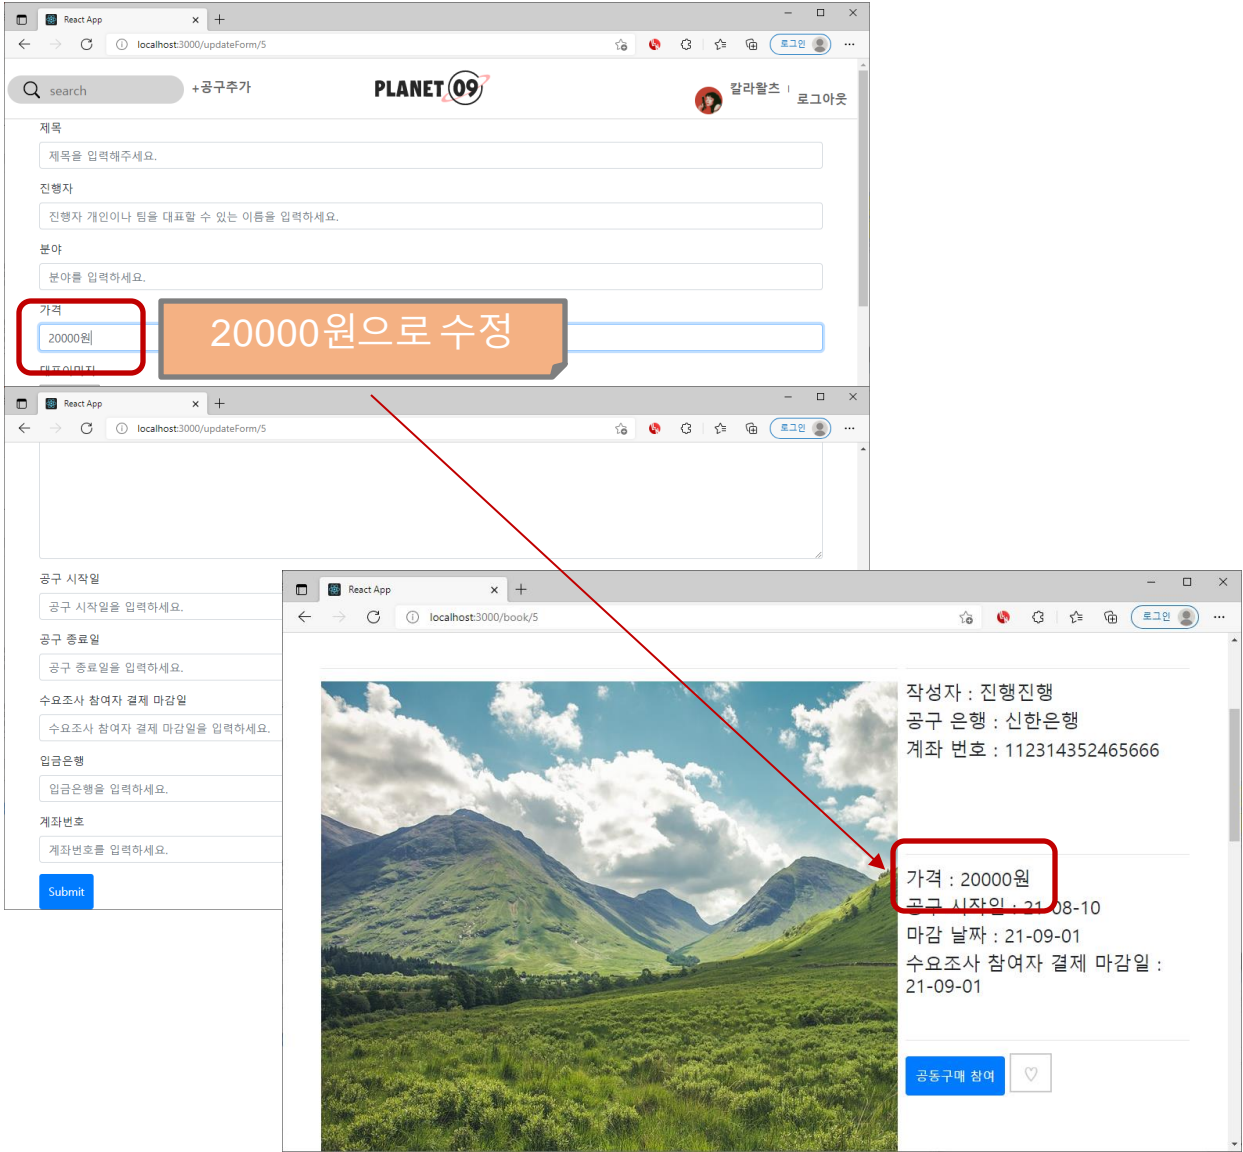 React App
localhost:3000/updateForm/5
로그인
search
+공구추가
PLANET 09
칼라왈츠
로그아웃
제목
제목을 입력해주세요.
진행자
진행자 개인이나 팀을 대표할 수 있는 이름을 입력하세요.
분야
분야를 입력하세요.
가격
20000원
20000원으로 수정
대표이미지
React App
localhost:3000/updateForm/5
로그인
공구 시작일
공구 시작일을 입력하세요.
공구 종료일
공구 종료일을 입력하세요.
수요조사 참여자 결제 마감일
수요조사 참여자 결제 마감일을 입력하세요.
입금은행
입금은행을 입력하세요.
계좌번호
계좌번호를 입력하세요.
Submit
React App
localhost:3000/book/5
로그인
작성자 : 진행진행
공구 은행 : 신한은행
계좌 번호 : 112314352465666
가격 : 20000원
공구 시작일 : 21-08-10
마감 날짜 : 21-09-01
수요조사 참여자 결제 마감일 :
21-09-01
공동구매 참여